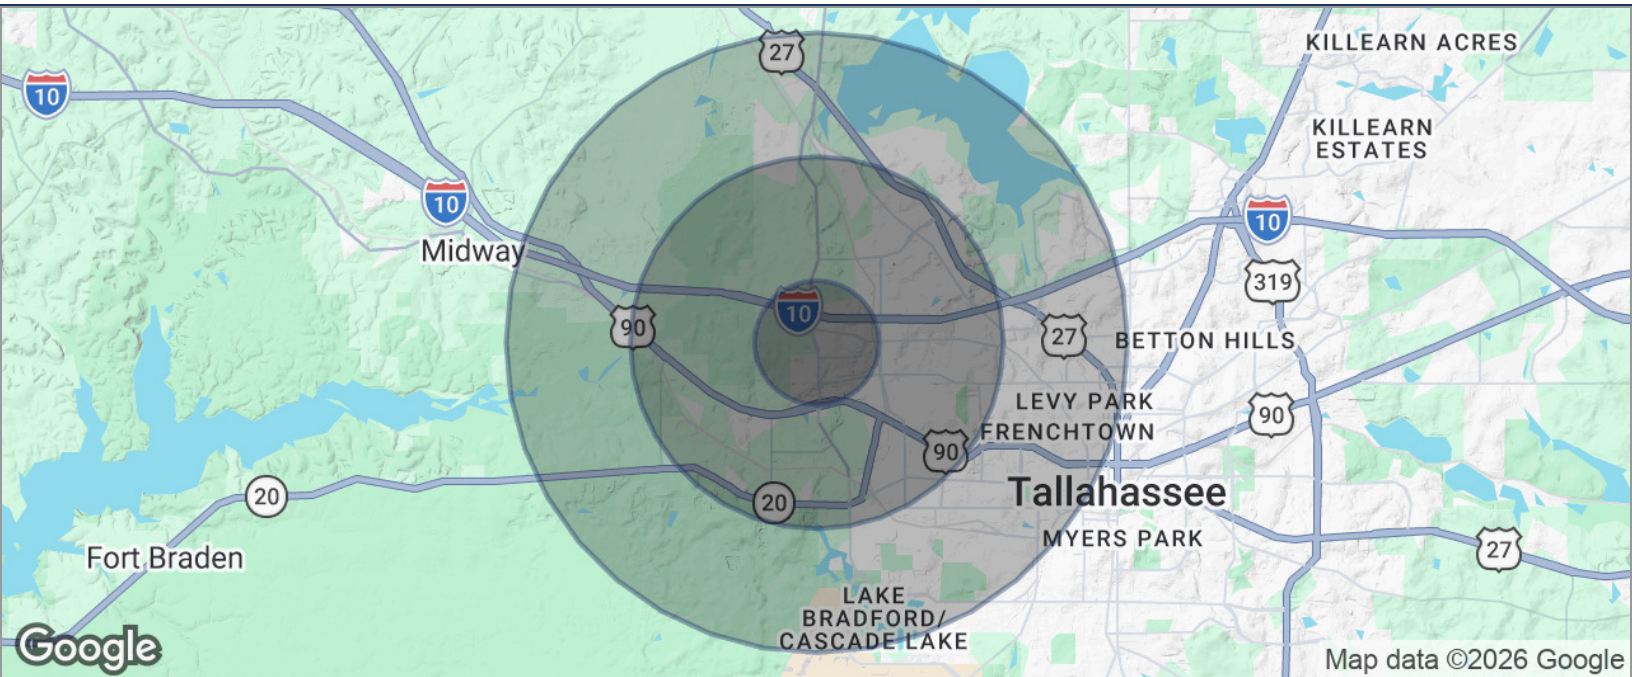 27
KILLEARN ACRES
10
KILLEARN
ESTATES
10
10
Midway
319
10
90
27
BETTON HILLS
LEVY PARK
90
FRENCHTOWN
90
20
20
Tallahassee
MYERS PARK
27
Fort Braden
LAKE
BRADFORD/
CASCADE LAKE
Google
Map data ©2026 Google